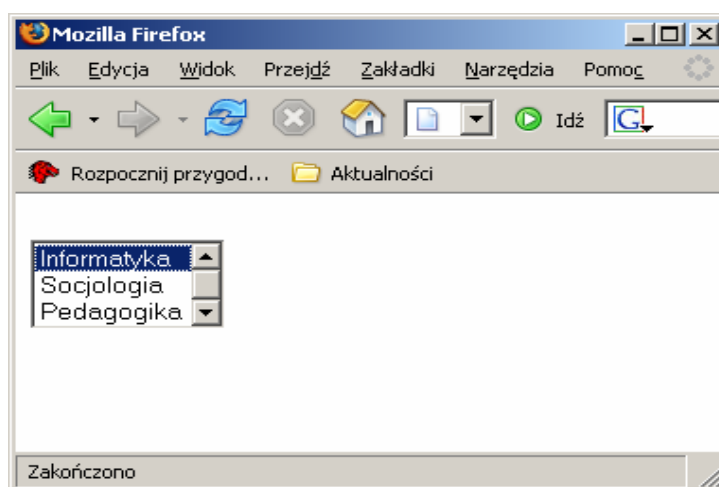 Mozilla Firefox
Plik Edycja Widok Przejdź Zakładki Narzędzia Pomoc
Idź G
Rozpocznij przygod... Aktualności
Informatyka
Socjologia
Pedagogika
Zakończono